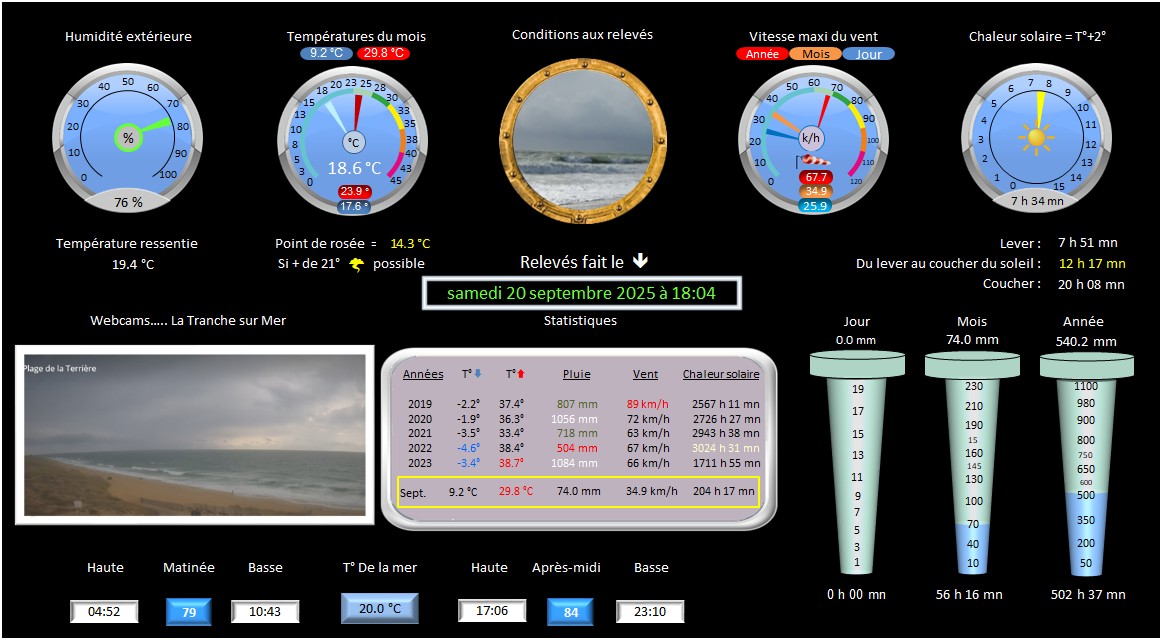 Humidité extérieure
Températures du mois
Conditions aux relevés
Vitesse maxi du vent
Chaleur solaire = T°+2°
9.2 °C 29.8 °C
Année Mois Jour
0 10 20 30 40 50 60 70 80 90 100
%
76 %
0 3 5 8 10 13 15 18 20 23 25 28 30 33 35 38 40 43 45
°C
18.6 °C
23.9 °
17.6 °
0 10 20 30 40 50 60 70 80 90 100 110 120
k/h
67.7
34.9
25.9
0 1 2 3 4 5 6 7 8 9 10 11 12 13 14 15
7 h 34 mn
Température ressentie
19.4 °C
Point de rosée = 14.3 °C
Si + de 21° possible
Relevés fait le
samedi 20 septembre 2025 à 18:04
Lever : 7 h 51 mn
Du lever au coucher du soleil : 12 h 17 mn
Coucher : 20 h 08 mn
Webcams..... La Tranche sur Mer
Plage de la Terrière
Statistiques
Années T° T° Pluie Vent Chaleur solaire
2019 -2.2° 37.4° 807 mm 89 km/h 2567 h 11 mn
2020 -1.9° 36.3° 1056 mm 72 km/h 2726 h 27 mn
2021 -3.5° 33.4° 718 mm 63 km/h 2943 h 38 mn
2022 -4.6° 38.4° 504 mm 67 km/h 3024 h 31 mn
2023 -3.4° 38.7° 1084 mm 66 km/h 1711 h 55 mn
Sept. 9.2 °C 29.8 °C 74.0 mm 34.9 km/h 204 h 17 mn
Jour
0.0 mm
19
17
15
13
11
9
7
5
3
1
0 h 00 mn
Mois
74.0 mm
230
210
190
15
160
145
130
100
70
40
10
56 h 16 mn
Année
540.2 mm
1100
980
900
800
750
650
600
500
350
200
50
502 h 37 mn
Haute Matinée Basse T° De la mer Haute Après-midi Basse
04:52 79 10:43 20.0 °C 17:06 84 23:10